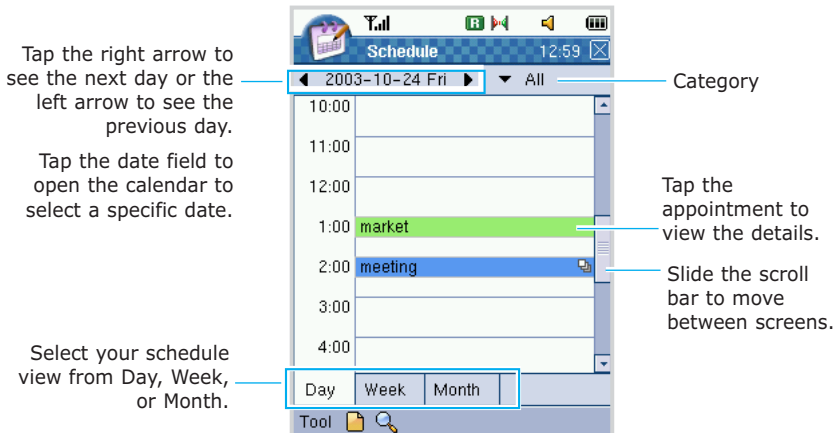 Schedule
12:59
Tap the right arrow to
see the next day or the
left arrow to see the
previous day.
Tap the date field to
open the calendar to
select a specific date.
2003-10-24 Fri
All
Category
10:00
11:00
12:00
1:00 market
2:00 meeting
3:00
4:00
Tap the
appointment to
view the details.
Slide the scroll
bar to move
between screens.
Select your schedule
view from Day, Week,
or Month.
Day Week Month
Tool
R